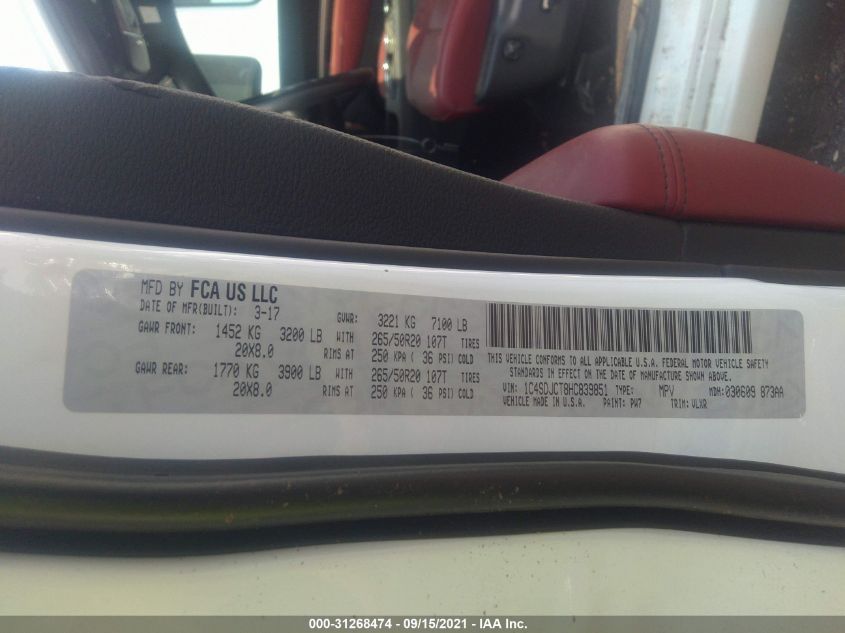 MFD BY FCA US LLC
DATE OF MFR(BUILT): 3-17 GVWR: 3221 KG 7100 LB
GAWR FRONT: 1452 KG 3200 LB WITH 265/50R20 107T TIRES
20X8.0 RIMS AT 250 KPA ( 36 PSI) COLD
GAWR REAR: 1770 KG 3900 LB WITH 265/50R20 107T TIRES
20X8.0 RIMS AT 250 KPA ( 36 PSI) COLD
THIS VEHICLE CONFORMS TO ALL APPLICABLE U.S.A. FEDERAL MOTOR VEHICLE SAFETY
STANDARDS IN EFFECT ON THE DATE OF MANUFACTURE SHOWN ABOVE.
VIN: 1C4SDJCT8HC839851 TYPE: MPV MDH: 030609 873AA
VEHICLE MADE IN U.S.A. PAINT: PW7 TRIM: VLXR
000-31268474 - 09/15/2021 - IAA Inc.